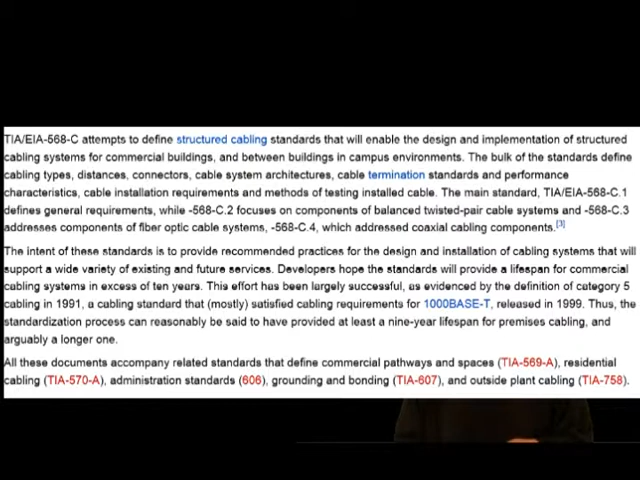 TIA/EIA-568-C attempts to define structured cabling standards that will enable the design and implementation of structured
cabling systems for commercial buildings, and between buildings in campus environments. The bulk of the standards define
cabling types, distances, connectors, cable system architectures, cable termination standards and performance
characteristics, cable installation requirements and methods of testing installed cable. The main standard, TIA/EIA-568-C.1
defines general requirements, while -568-C.2 focuses on components of balanced twisted-pair cable systems and -568-C.3
addresses components of fiber optic cable systems, -568-C.4, which addressed coaxial cabling components.[3]
The intent of these standards is to provide recommended practices for the design and installation of cabling systems that will
support a wide variety of existing and future services. Developers hope the standards will provide a lifespan for commercial
cabling systems in excess of ten years. This effort has been largely successful, as evidenced by the definition of category 5
cabling in 1991, a cabling standard that (mostly) satisfied cabling requirements for 1000BASE-T, released in 1999. Thus, the
standardization process can reasonably be said to have provided at least a nine-year lifespan for premises cabling, and
arguably a longer one.
All these documents accompany related standards that define commercial pathways and spaces (TIA-569-A), residential
cabling (TIA-570-A), administration standards (606), grounding and bonding (TIA-607), and outside plant cabling (TIA-758).